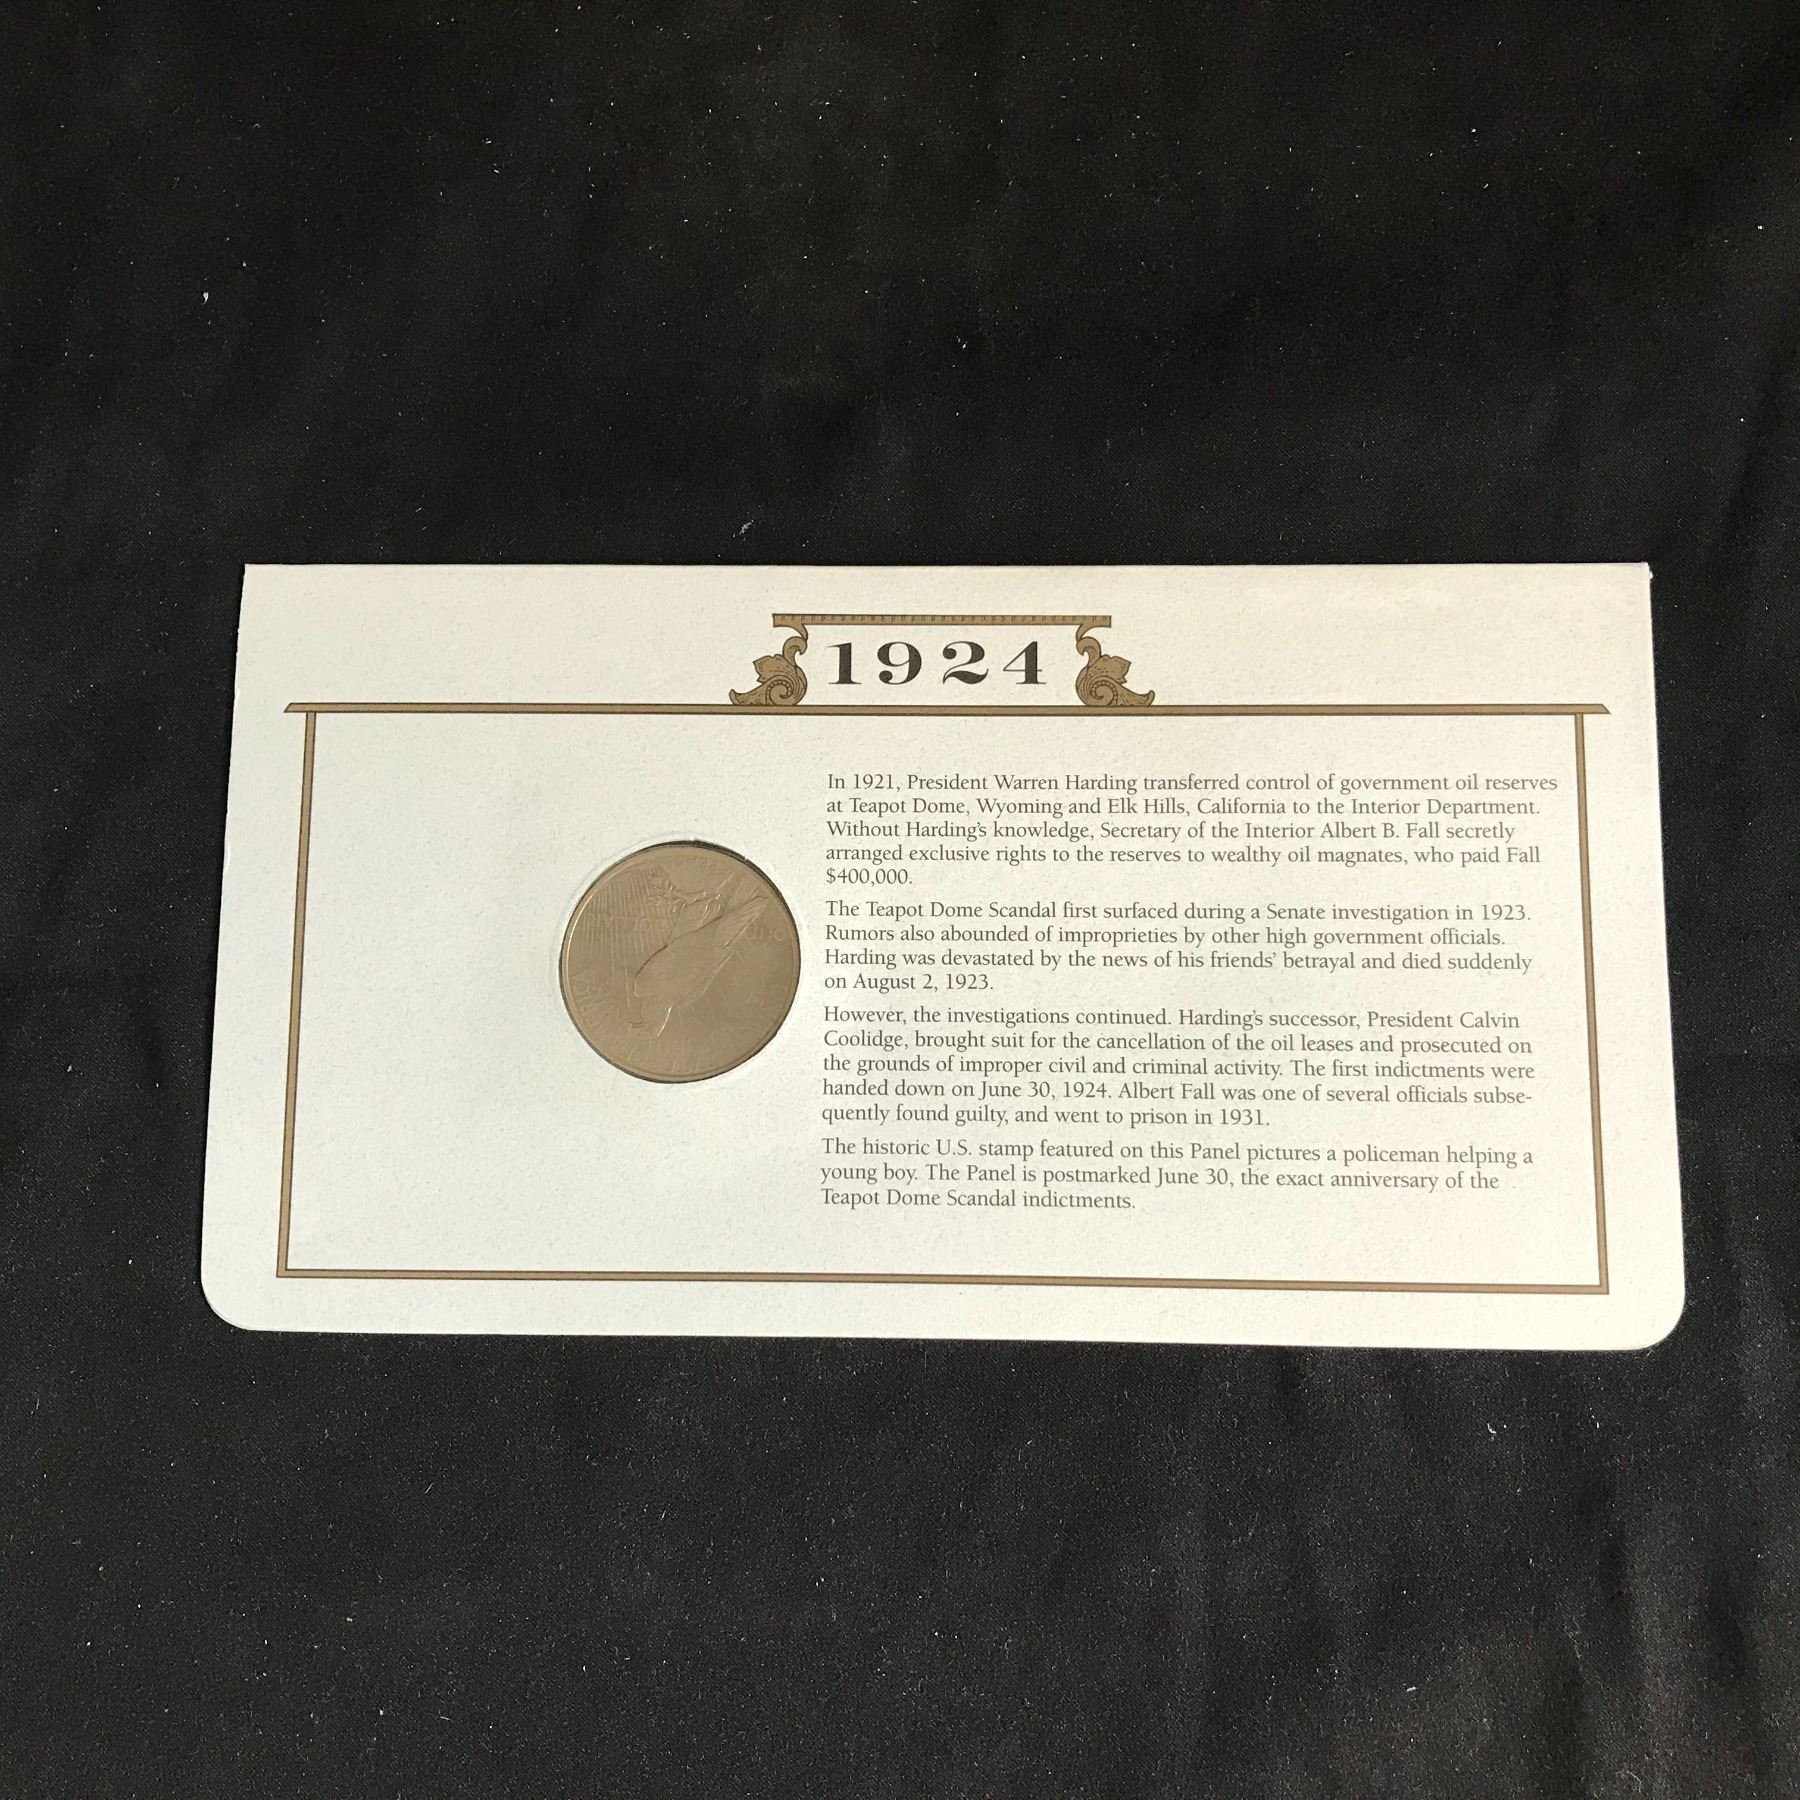 1924
In 1921, President Warren Harding transferred control of government oil reserves
at Teapot Dome, Wyoming and Elk Hills, California to the Interior Department.
Without Harding's knowledge, Secretary of the Interior Albert B. Fall secretly
arranged exclusive rights to the reserves to wealthy oil magnates, who paid Fall
$400,000.
The Teapot Dome Scandal first surfaced during a Senate investigation in 1923.
Rumors also abounded of improprieties by other high government officials.
Harding was devastated by the news of his friends' betrayal and died suddenly
on August 2, 1923.
However, the investigations continued. Harding's successor, President Calvin
Coolidge, brought suit for the cancellation of the oil leases and prosecuted on
the grounds of improper civil and criminal activity. The first indictments were
handed down on June 30, 1924. Albert Fall was one of several officials subse-
quently found guilty, and went to prison in 1931.
The historic U.S. stamp featured on this Panel pictures a policeman helping a
young boy. The Panel is postmarked June 30, the exact anniversary of the
Teapot Dome Scandal indictments.